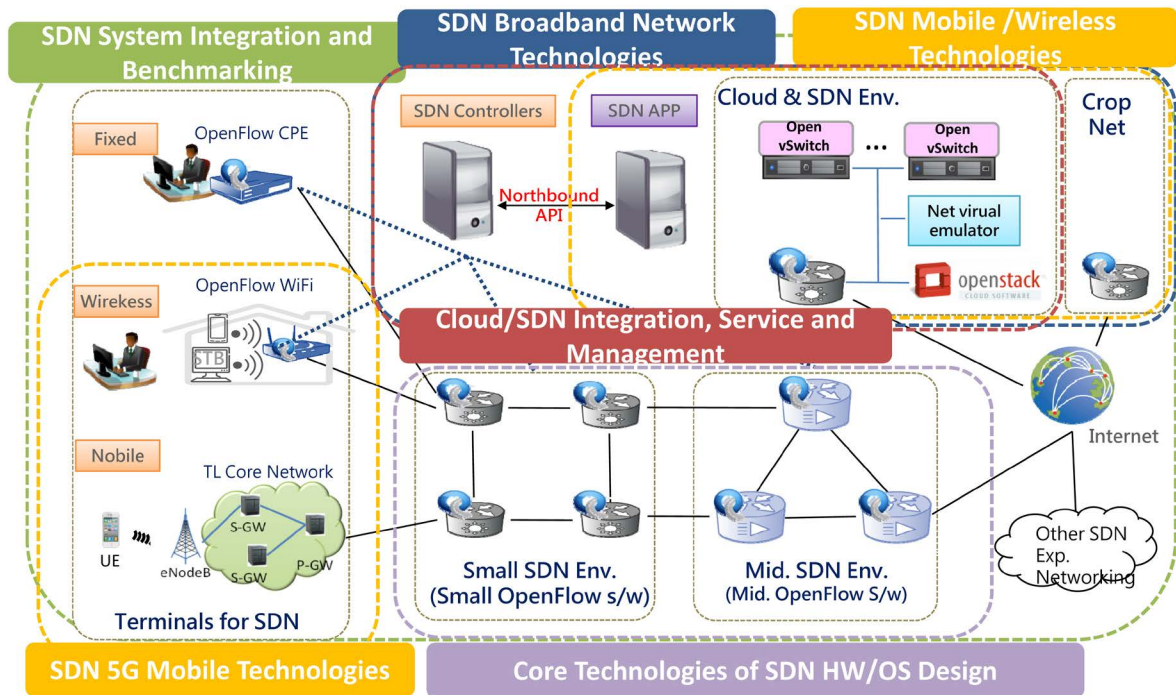 SDN System Integration and
Benchmarking
SDN Broadband Network
Technologies
SDN Mobile /Wireless
Technologies
Fixed
OpenFlow CPE
SDN Controllers
SDN APP
Northbound
API
Cloud & SDN Env.
Open
vSwitch
...
Open
vSwitch
Net virual
emulator
openstack
CLOUD SOFTWARE
Crop
Net
Wirekess
OpenFlow WiFi
STB
Cloud/SDN Integration, Service and
Management
Internet
Nobile
TL Core Network
S-GW
UE
eNodeB
S-GW
P-GW
Terminals for SDN
Small SDN Env.
(Small OpenFlow s/w)
Mid. SDN Env.
(Mid. OpenFlow S/w)
Other SDN
Exp.
Networking
SDN 5G Mobile Technologies
Core Technologies of SDN HW/OS Design